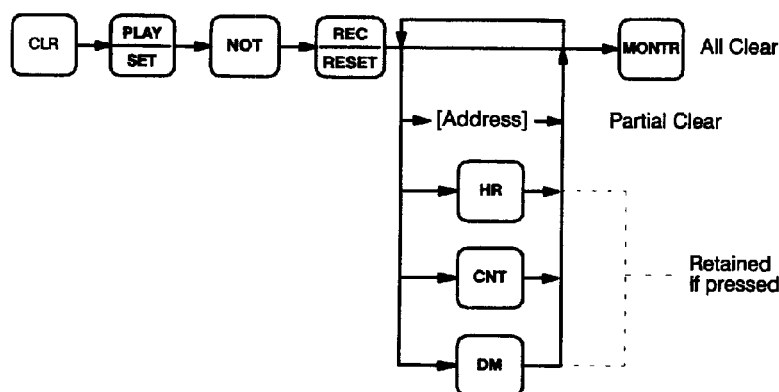 CLR
PLAY
SET
NOT
REC
RESET
MONTR
All Clear
[Address]
Partial Clear
HR
CNT
DM
Retained
if pressed